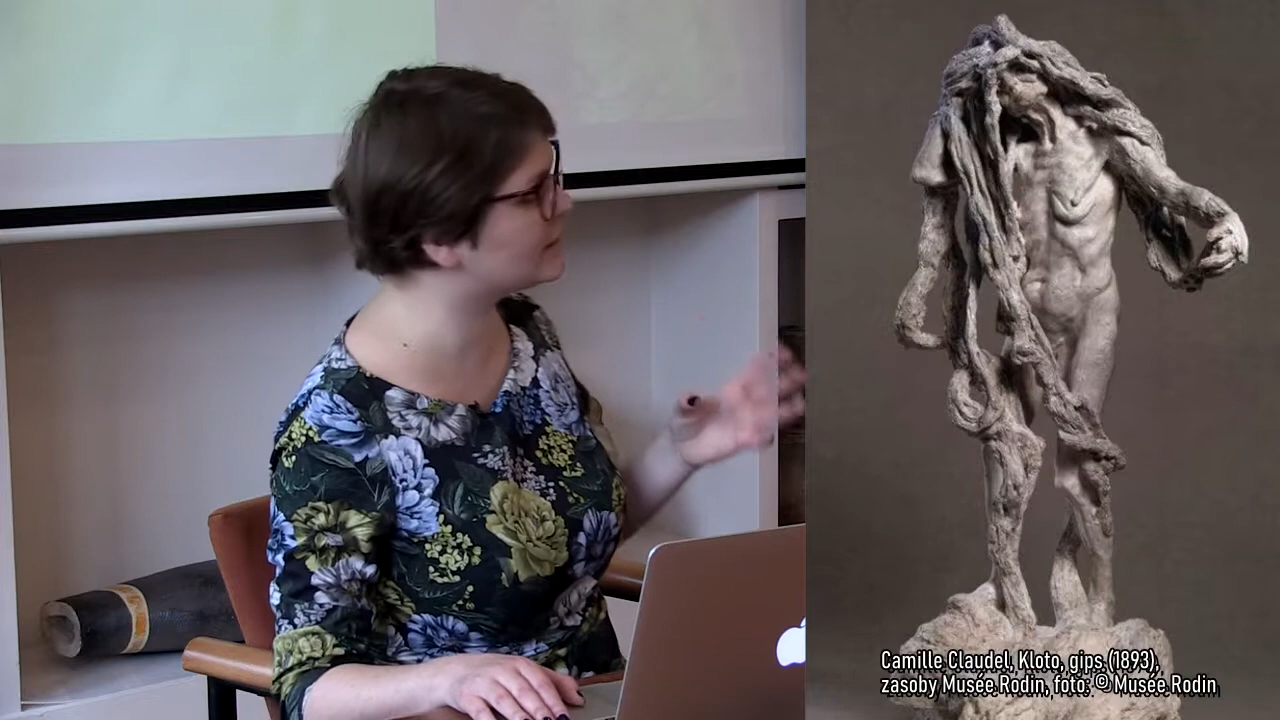 Camille Claudel, Kloto, gips (1893),
zasoby Musée Rodin, foto: © Musée Rodin